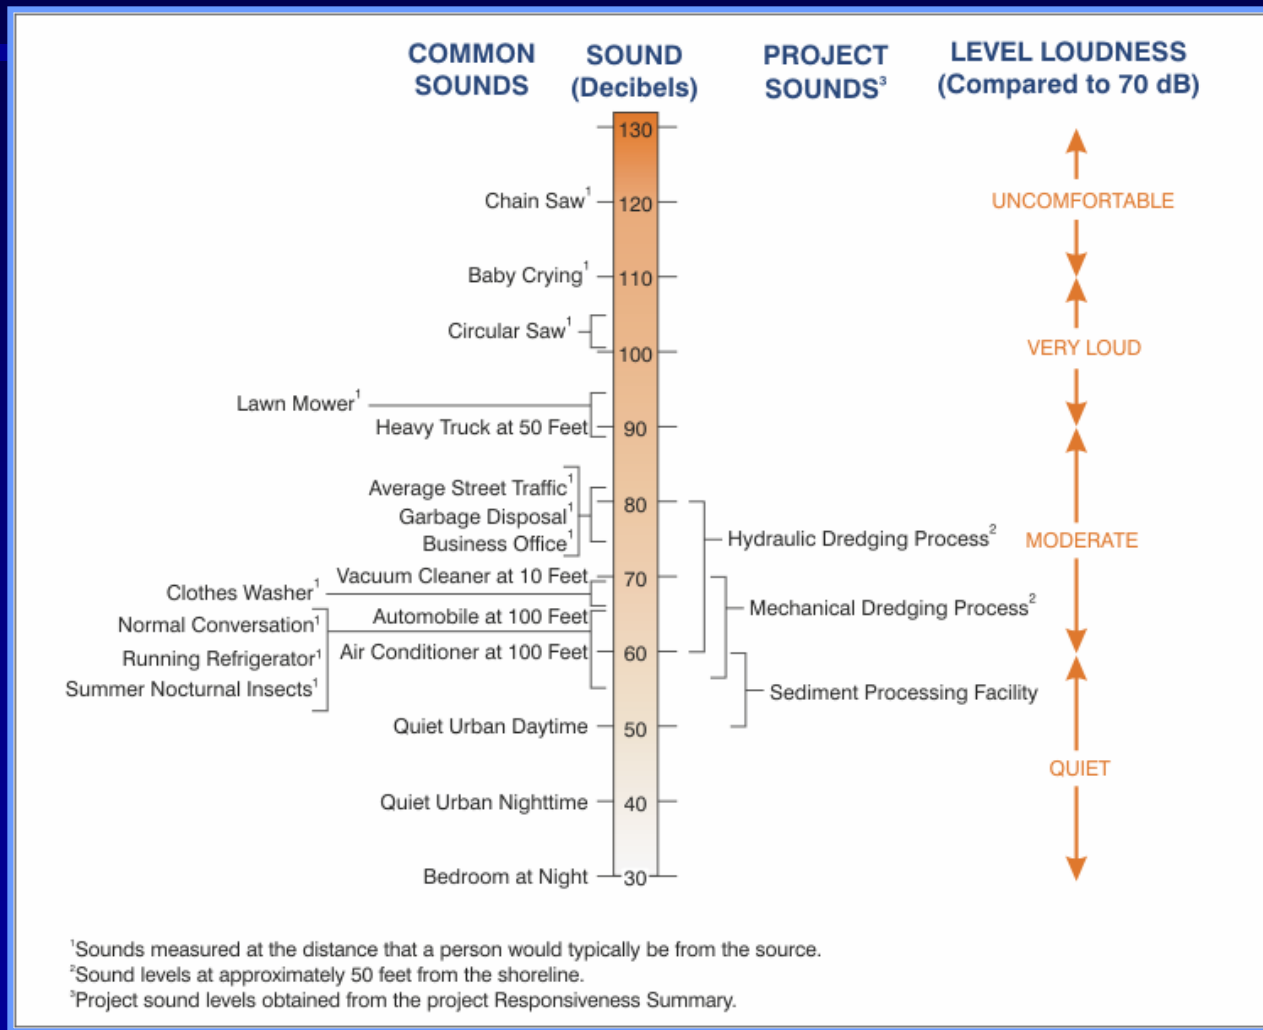 COMMON SOUNDS
SOUND (Decibels)
PROJECT SOUNDS³
LEVEL LOUDNESS
(Compared to 70 dB)
130
Chain Saw¹
120
UNCOMFORTABLE
Baby Crying¹
110
Circular Saw¹
100
VERY LOUD
Lawn Mower¹
Heavy Truck at 50 Feet
90
Average Street Traffic¹
80
Garbage Disposal¹
Business Office¹
Hydraulic Dredging Process²
MODERATE
Vacuum Cleaner at 10 Feet
70
Clothes Washer¹
Mechanical Dredging Process²
Automobile at 100 Feet
Normal Conversation¹
Air Conditioner at 100 Feet
60
Running Refrigerator¹
Summer Nocturnal Insects¹
Sediment Processing Facility
Quiet Urban Daytime
50
QUIET
Quiet Urban Nighttime
40
Bedroom at Night
30
¹Sounds measured at the distance that a person would typically be from the source.
²Sound levels at approximately 50 feet from the shoreline.
³Project sound levels obtained from the project Responsiveness Summary.